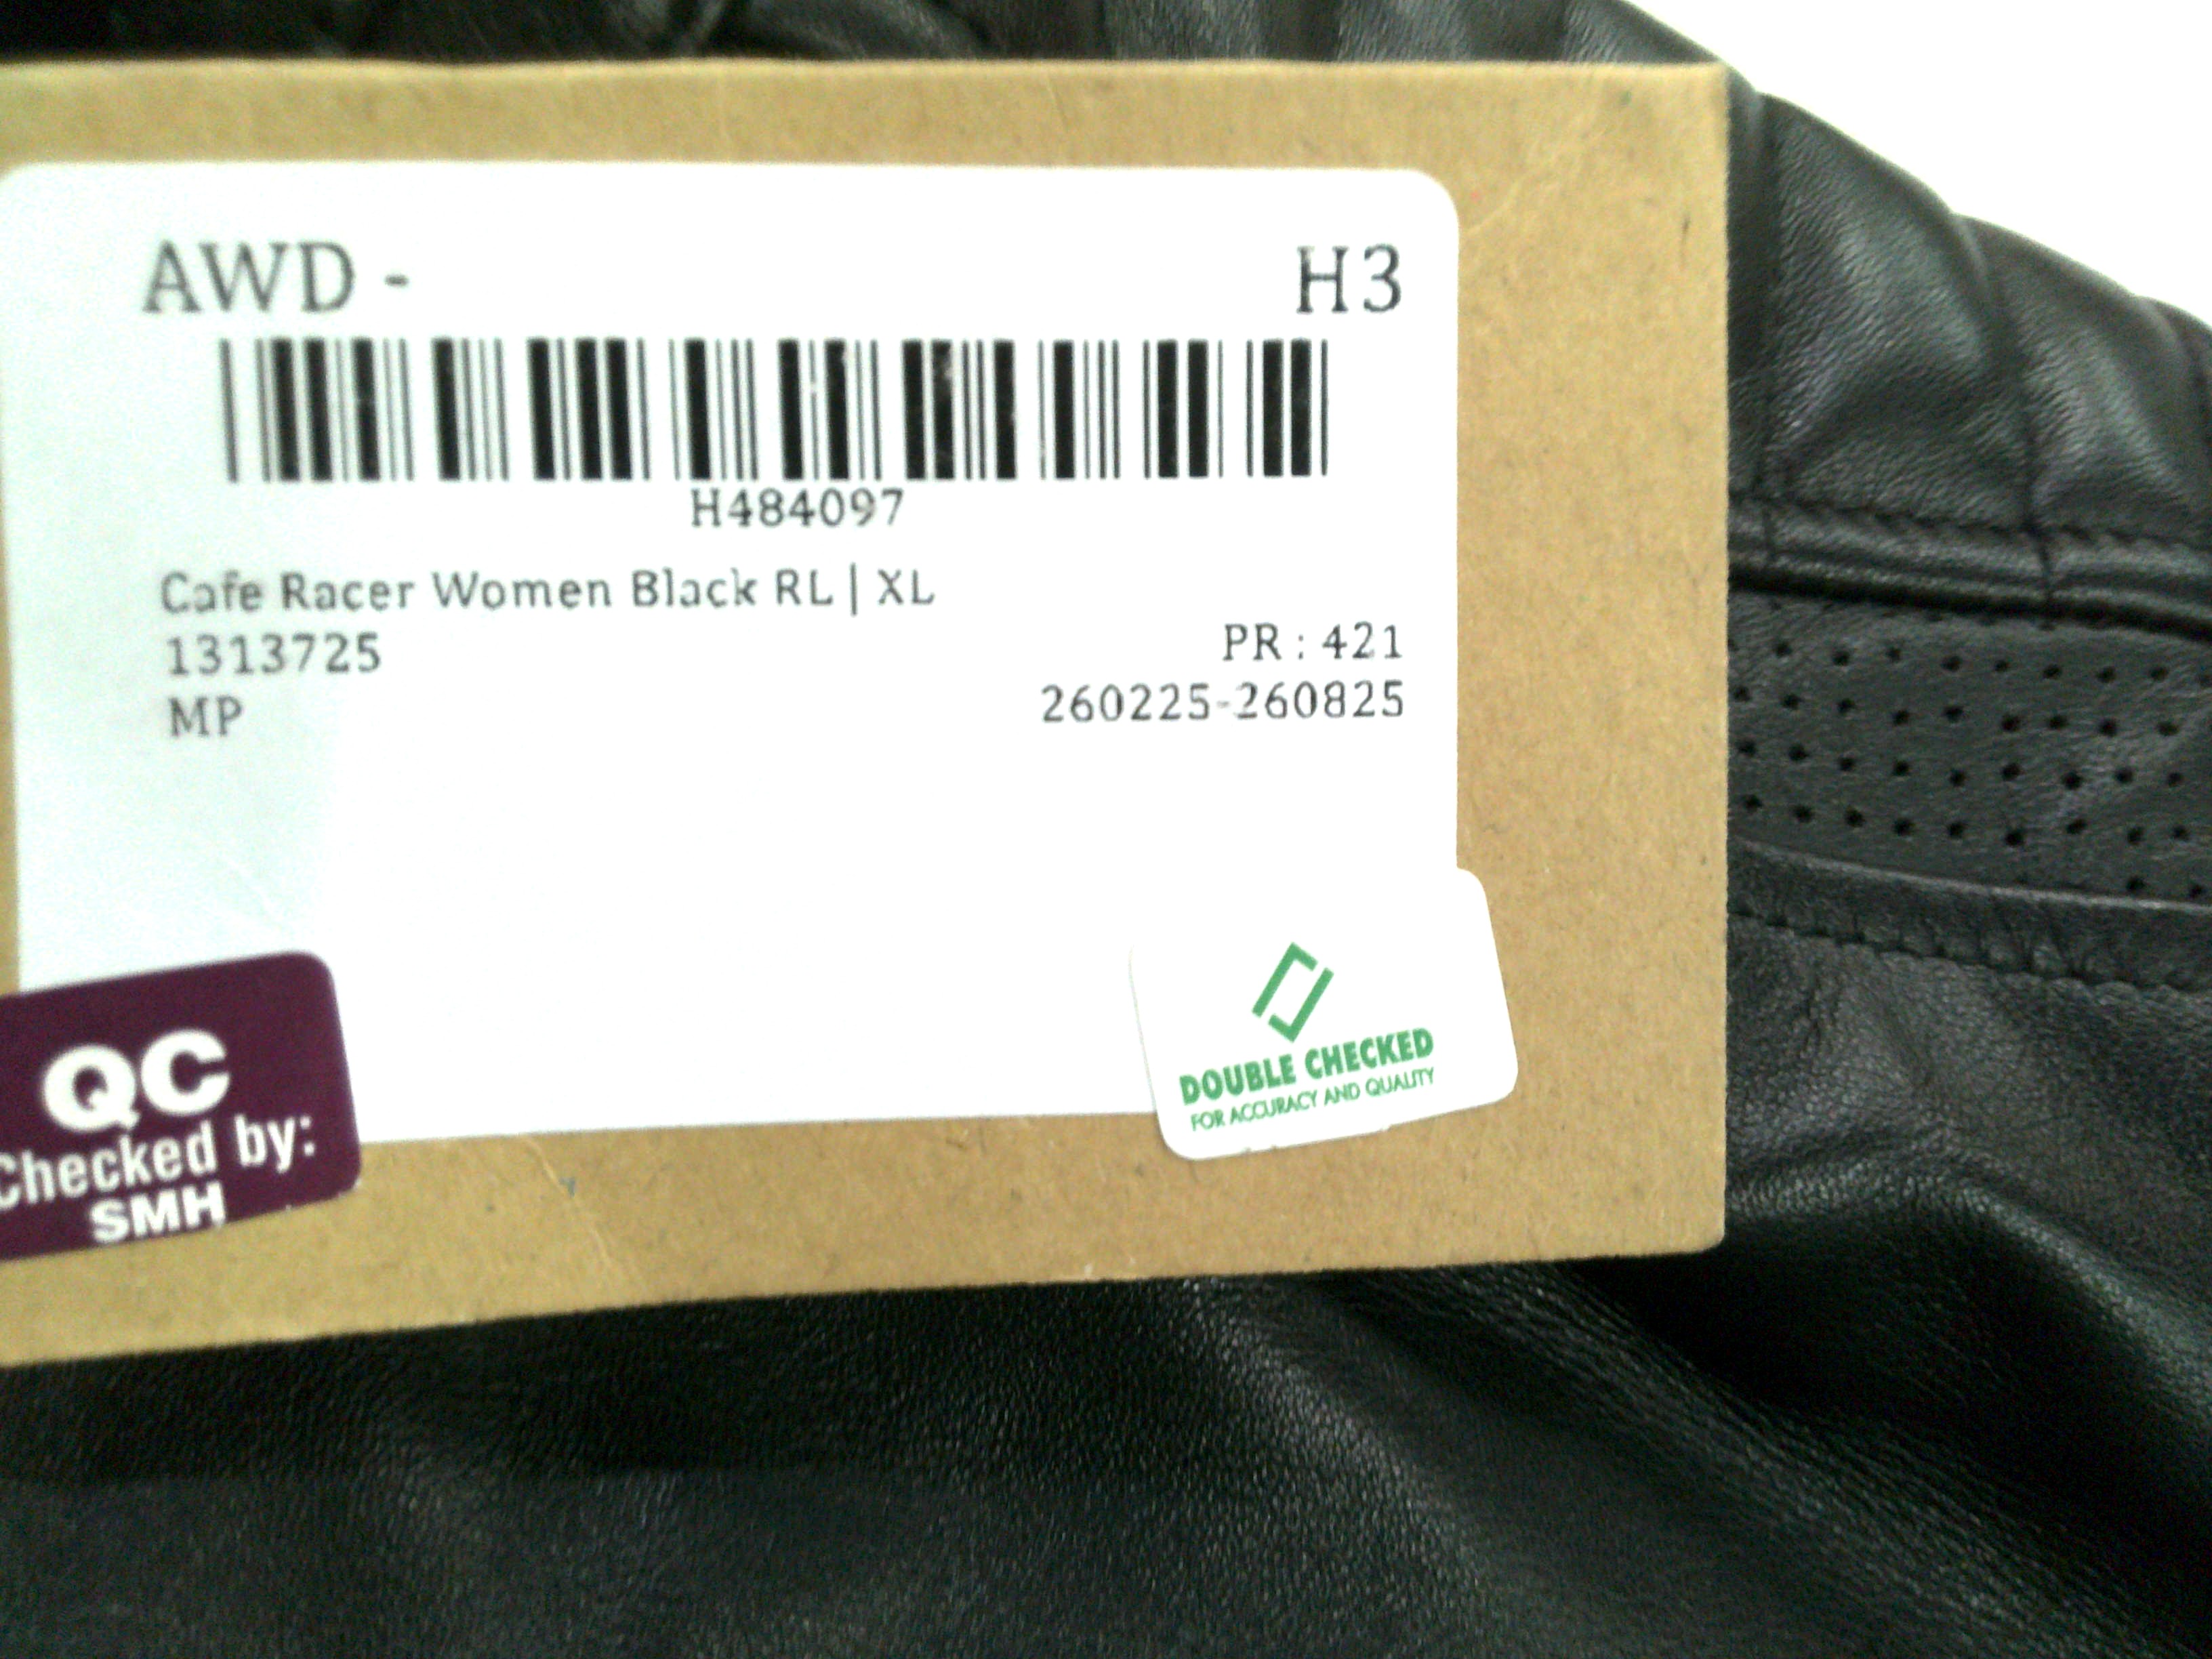 AWD - H3
H484097
Cafe Racer Women Black RL | XL
1313725 PR : 421
MP 260225-260825
QC
Checked by:
SMH
DOUBLE CHECKED
FOR ACCURACY AND QUALITY